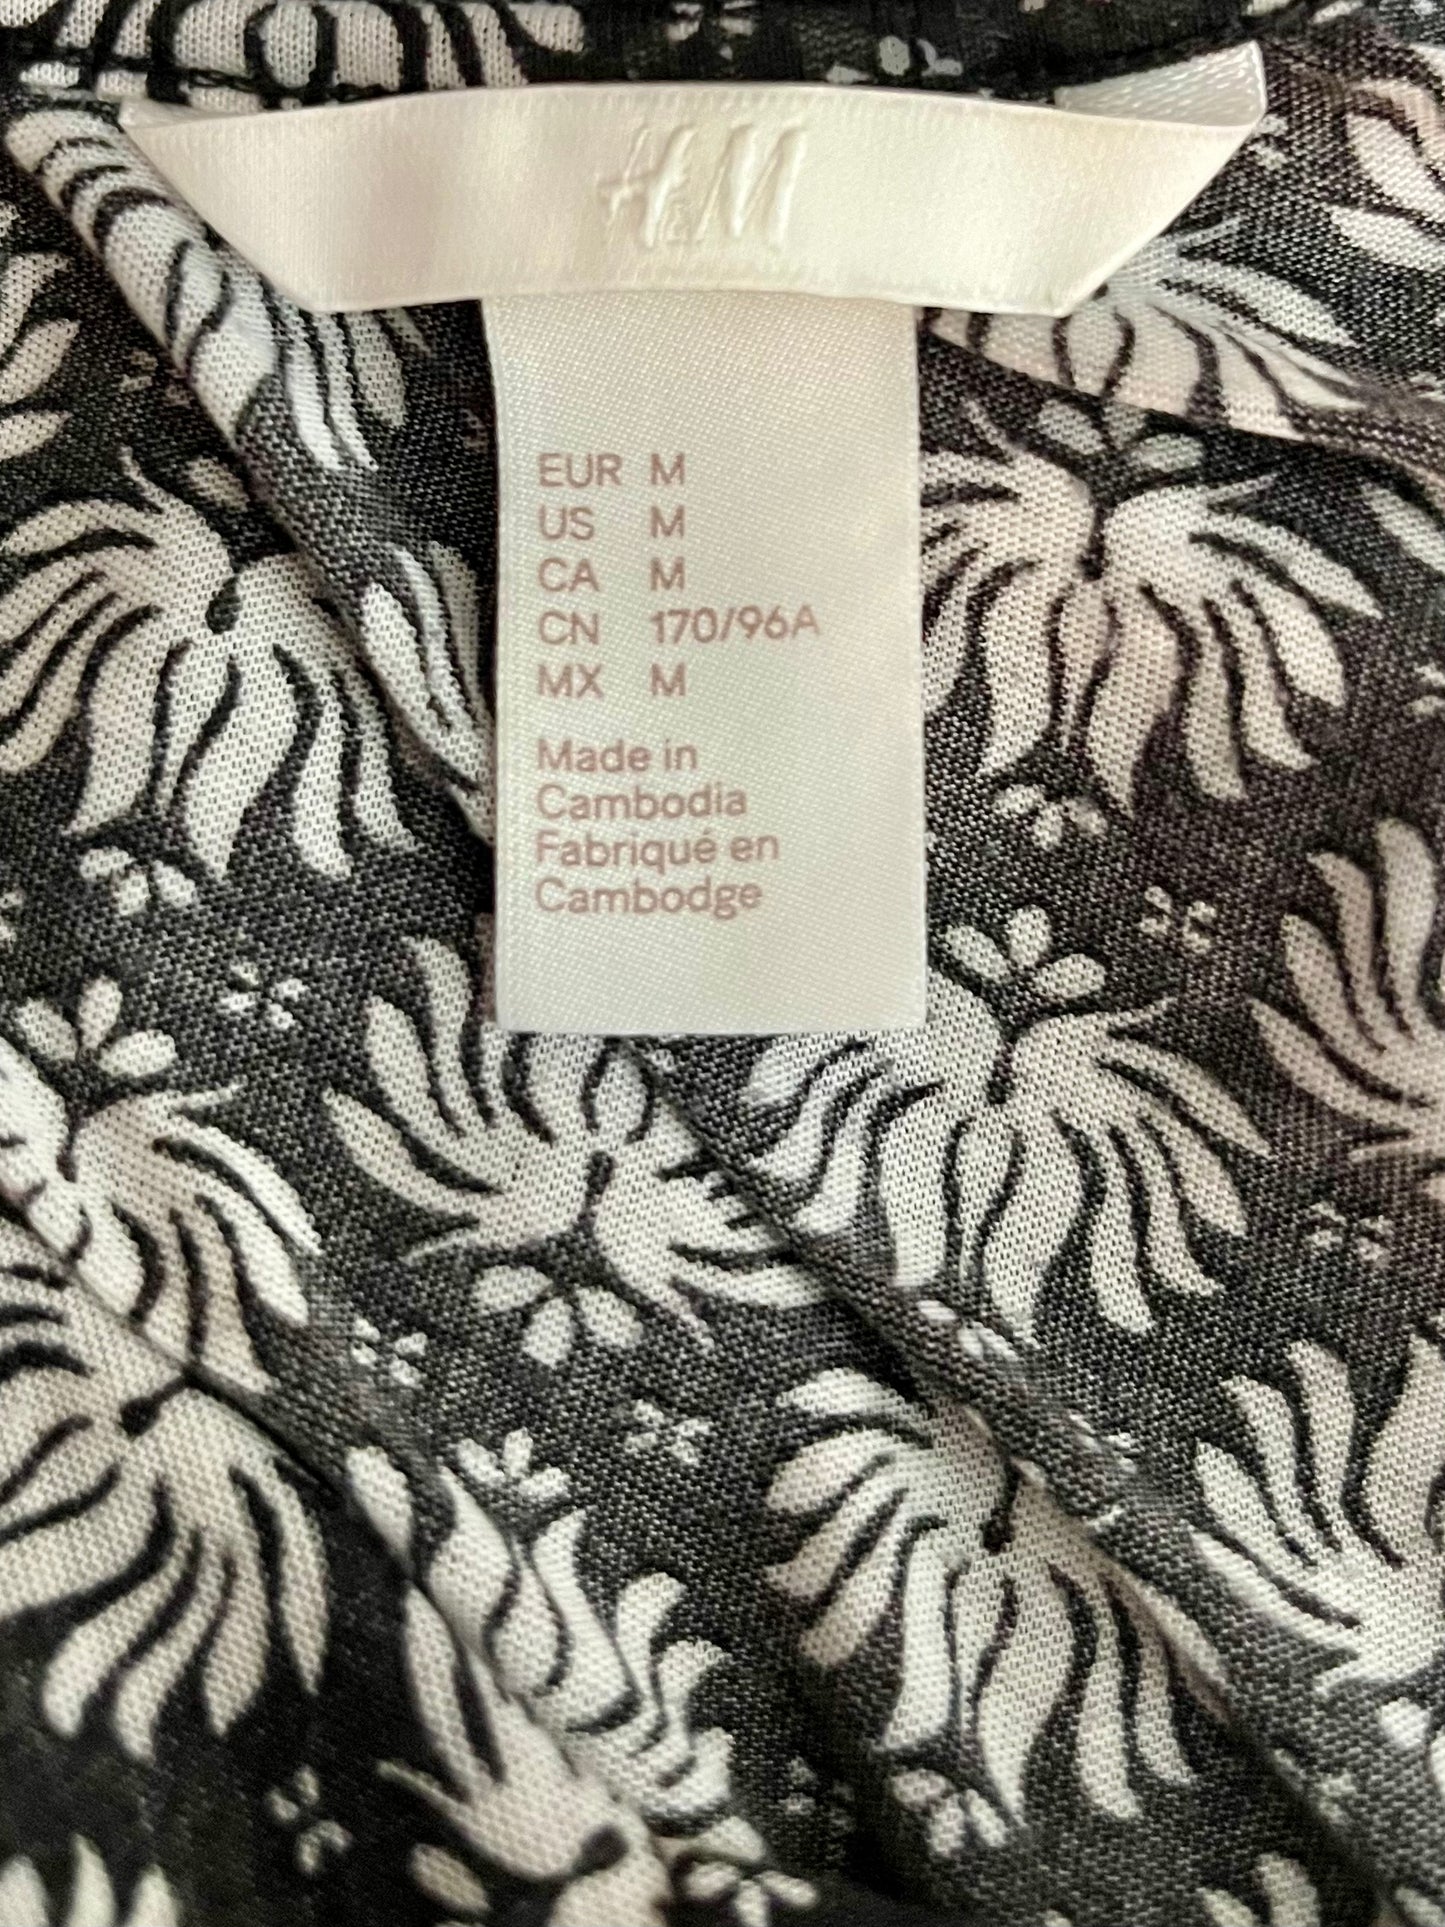 H&M
EUR M
US M
CA M
CN 170/96A
MX M
Made in
Cambodia
Fabriqué en
Cambodge